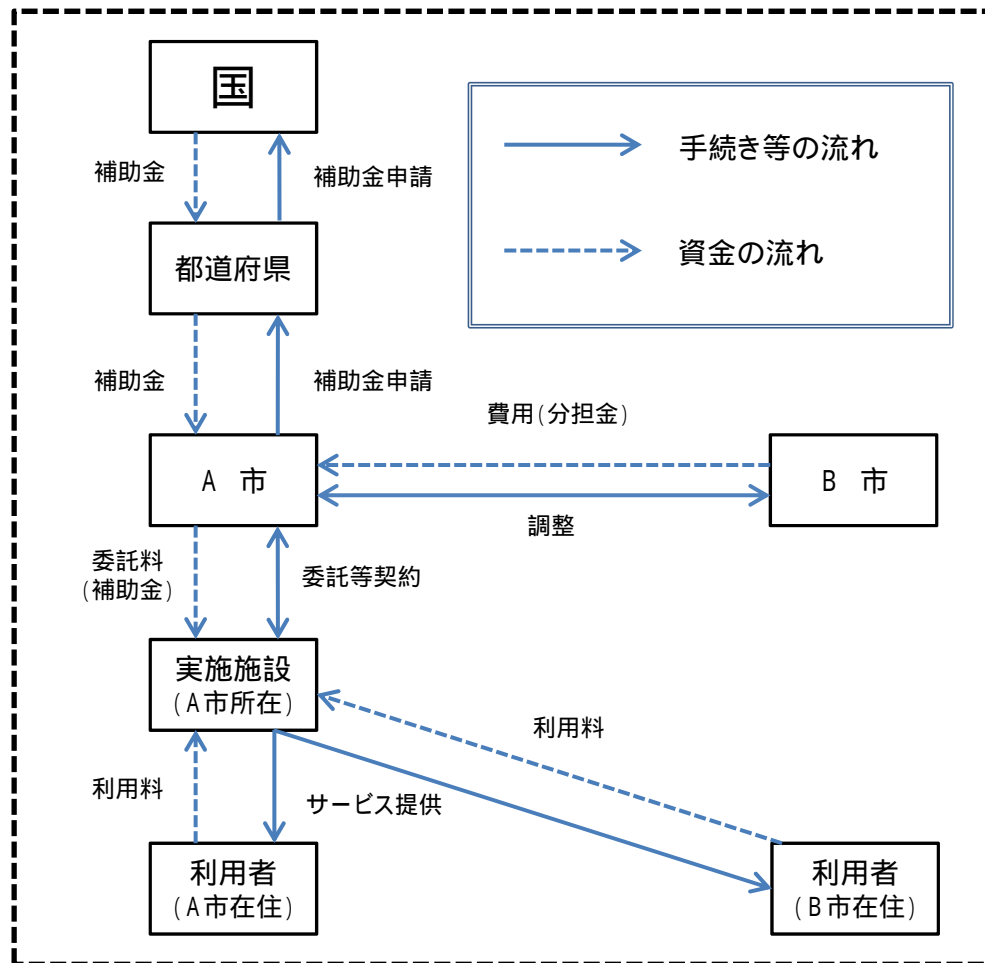 国
手続き等の流れ
資金の流れ
補助金
補助金申請
都道府県
補助金
補助金申請
費用(分担金)
A 市
B 市
調整
委託料
(補助金)
委託等契約
実施施設
(A市所在)
利用料
利用料
サービス提供
利用者
(A市在住)
利用者
(B市在住)